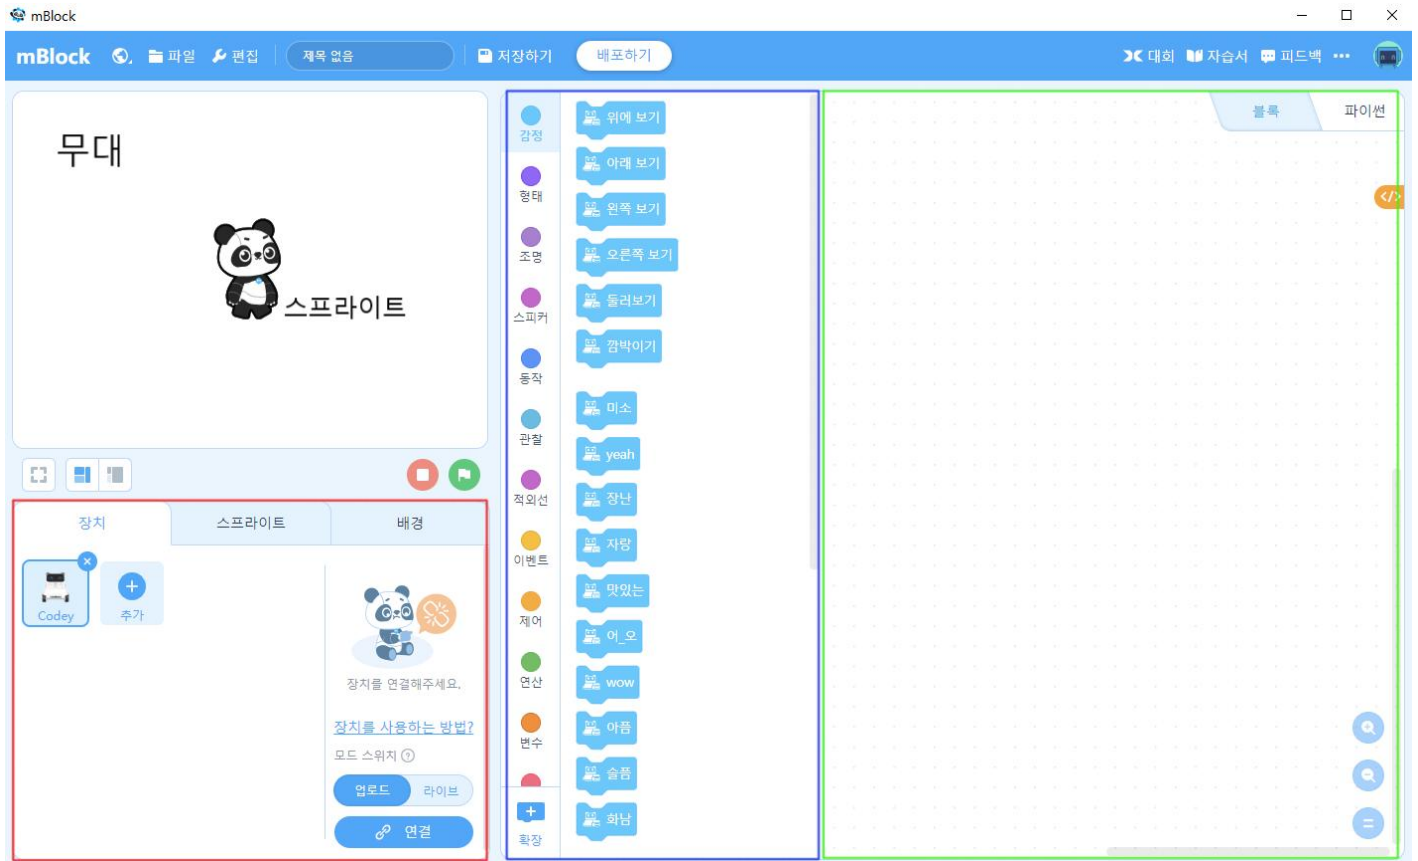 mBlock
mBlock 파일 편집 제목 없음 저장하기 배포하기 대회 자습서 피드백
무대
스프라이트
장치 스프라이트 배경
Codey
추가
장치를 연결해주세요.
장치를 사용하는 방법?
모드 스위치
업로드 라이브
연결
감정
형태
조명
스피커
동작
관찰
적외선
이벤트
제어
연산
변수
확장
위에 보기
아래 보기
왼쪽 보기
오른쪽 보기
둘러보기
깜박이기
미소
yeah
장난
자랑
맛있는
어_오
wow
아픔
슬픔
화남
블록 파이썬